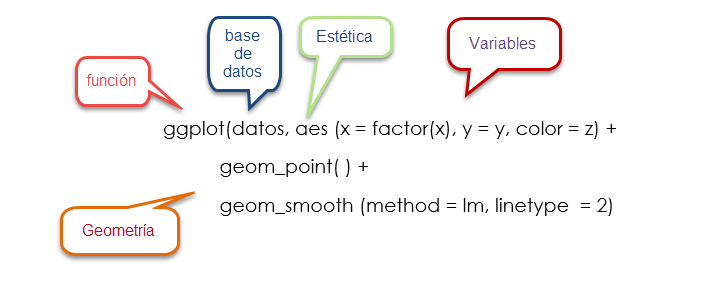 base
de
datos
Estética
Variables
función
ggplot(datos, aes (x = factor(x), y = y, color = z) +
geom_point( ) +
geom_smooth (method = lm, linetype = 2)
Geometría